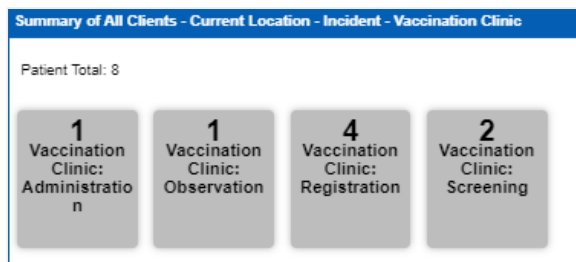 Summary of All Clients - Current Location - Incident - Vaccination Clinic
Patient Total: 8
1
Vaccination
Clinic:
Administratio
n
1
Vaccination
Clinic:
Observation
4
Vaccination
Clinic:
Registration
2
Vaccination
Clinic:
Screening